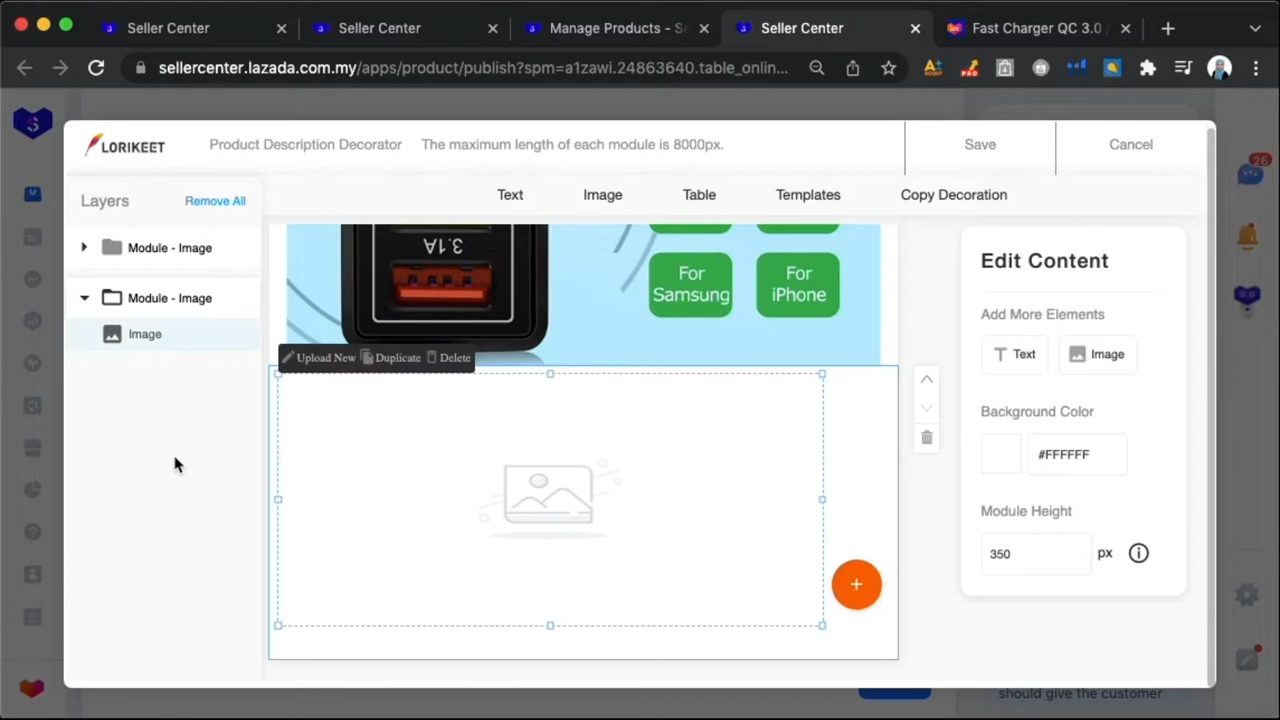 Seller Center
Seller Center
Manage Products - Se
Seller Center
Fast Charger QC 3.0 /
sellercenter.lazada.com.my/apps/product/publish?spm=a1zawi.24863640.table_onlin...
LORIKEET
Product Description Decorator
The maximum length of each module is 8000px.
Save
Cancel
26
Layers
Remove All
Text
Image
Table
Templates
Copy Decoration
Module - Image
Module - Image
Image
3.1A
For
Samsung
For
iPhone
Upload New
Duplicate
Delete
+
Edit Content
Add More Elements
Text
Image
Background Color
#FFFFFF
Module Height
350
px
should give the customer